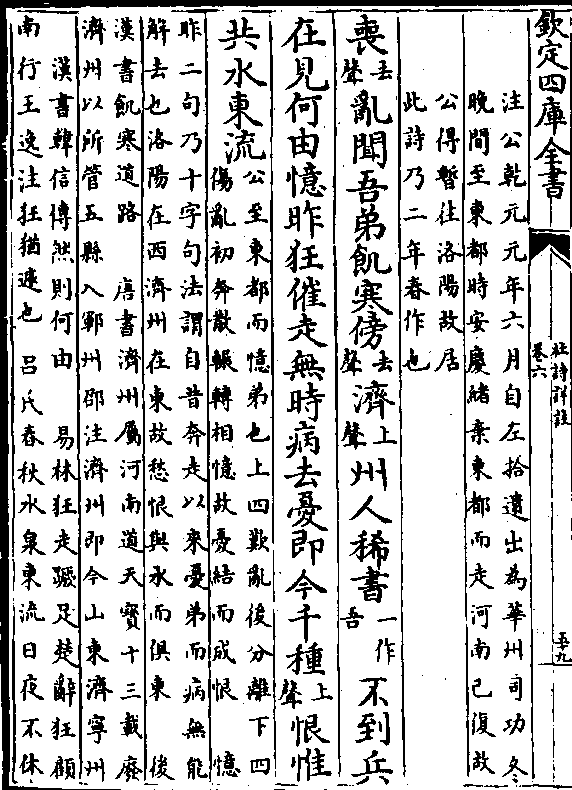 欽定四庫全書 杜詩詳註 卷六 五十九
注公乾元元年六月自左拾遺出為華州司功冬
晚間至東都時安慶緒棄東都而走河南已復故
公得暫往洛陽故居
此詩乃二年春作也
喪去聲亂聞吾弟飢寒傍去聲濟上聲州人稀書一作吾不到兵
在見何由憶昨狂催走無時病去憂即今千種上聲恨惟
共水東流
公至東都而憶弟也上四歎亂後分離下四
傷亂初奔散輾轉相憶故憂結而成恨 憶
昨二句乃十字句法謂自昔奔走以來憂弟而病無能
解去也洛陽在西濟州在東故愁恨與水而俱東 後
漢書飢寒道路 唐書濟州屬河南道天寶十三載廢
濟州以所管五縣入鄆州邵注濟州即今山東濟寧州
漢書韓信傳然則何由 易林狂走蹶足楚辭狂顧
南行王逸注狂猶遽也 呂氏春秋水泉東流日夜不休